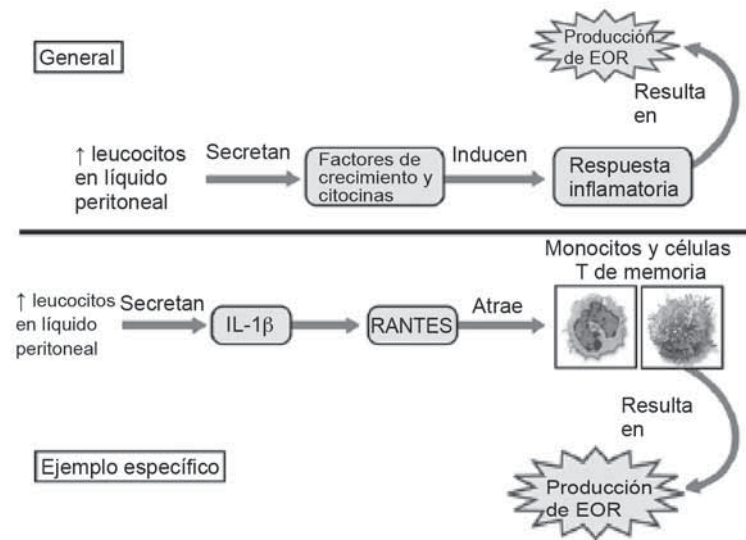 General
Producción
de EOR
Resulta
en
↑ leucocitos
en líquido
peritoneal
Secretan
Factores de
crecimiento y
citocinas
Inducen
Respuesta
inflamatoria
Monocitos y células
T de memoria
↑ leucocitos
en líquido
peritoneal
Secretan
IL-1β
RANTES
Atrae
Resulta
en
Ejemplo específico
Producción
de EOR